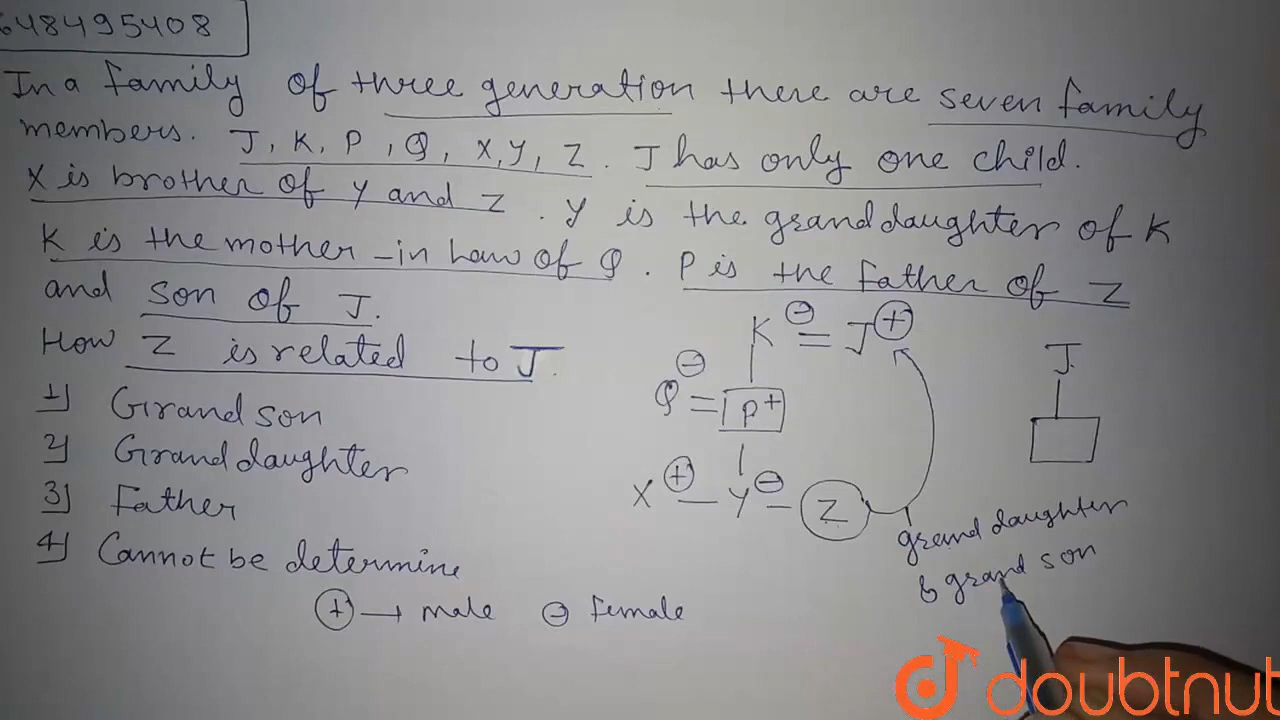 648495408
In a family of three generation there are seven family
members. J, K, P, Q, X, Y, Z. J has only one child.
X is brother of Y and Z. Y is the granddaughter of K
K is the mother-in law of Q. P is the father of Z
and son of J.
How Z is related to J.
1) Grandson
2) Granddaughter
3) Father
4) Cannot be determine
+ → male - female
K - = J +
Q - = P+
X + - Y - - Z
J
grand daughter
grand son
doubtnut